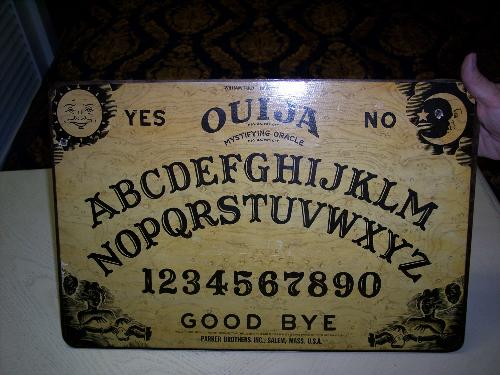 YES
OUIJA
NO
MYSTIFYING ORACLE
ABCDEFGHIJKLM
NOPQRSTUVWXYZ
1234567890
GOOD BYE
PARKER BROTHERS INC., SALEM, MASS. U.S.A.